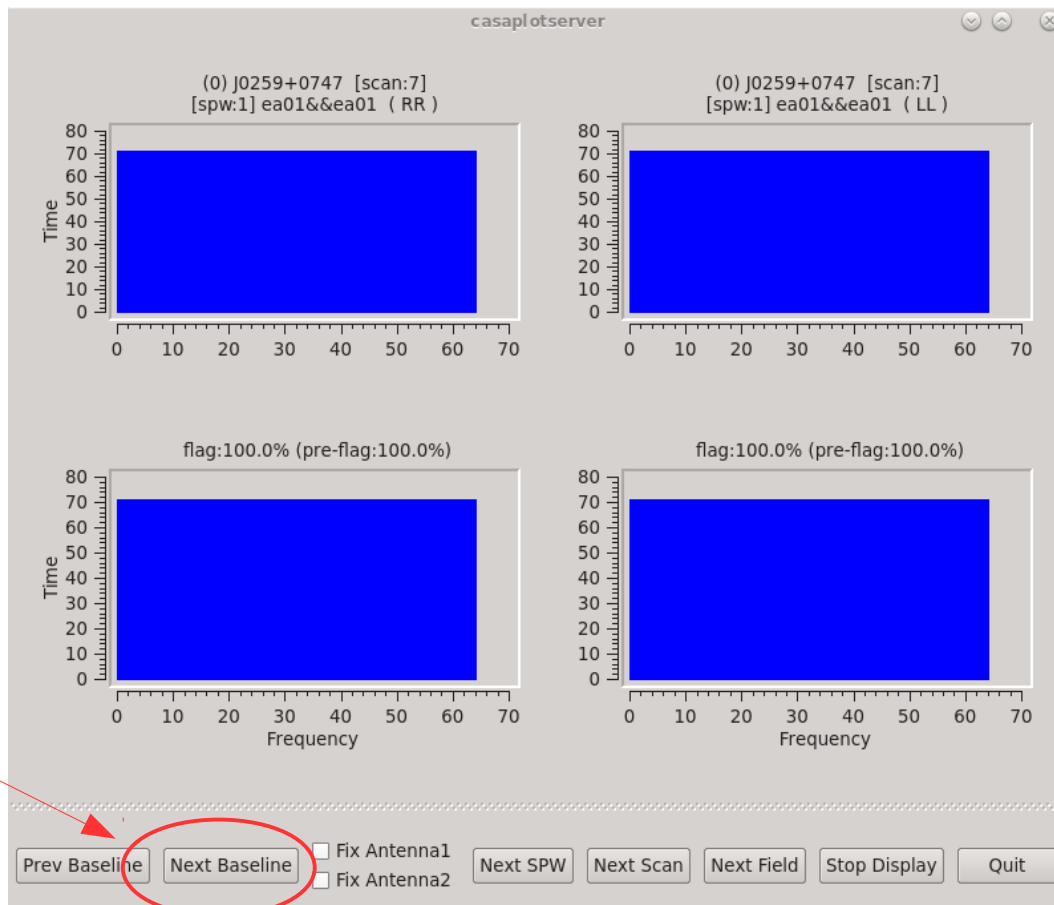 casaplotserver
(0) J0259+0747 [scan:7]
[spw:1] ea01&&ea01 ( RR )
80
70
60
50
40
30
20
10
0
Time
0 10 20 30 40 50 60 70
(0) J0259+0747 [scan:7]
[spw:1] ea01&&ea01 ( LL )
80
70
60
50
40
30
20
10
0
0 10 20 30 40 50 60 70
flag:100.0% (pre-flag:100.0%)
80
70
60
50
40
30
20
10
0
Time
0 10 20 30 40 50 60 70
Frequency
flag:100.0% (pre-flag:100.0%)
80
70
60
50
40
30
20
10
0
0 10 20 30 40 50 60 70
Frequency
Prev Baseline
Next Baseline
Fix Antenna1
Fix Antenna2
Next SPW
Next Scan
Next Field
Stop Display
Quit